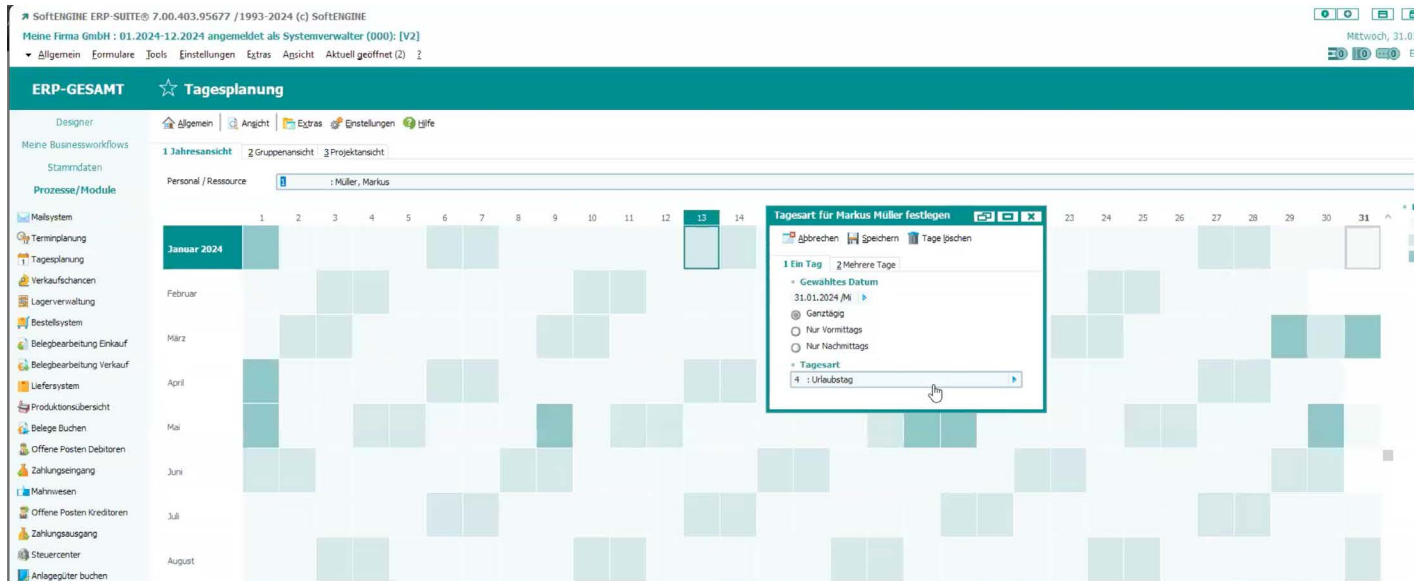 SoftENGINE ERP-SUITE® 7.00.403.95677 /1993-2024 (c) SoftENGINE
Meine Firma GmbH : 01.2024-12.2024 angemeldet als Systemverwalter (000): [V2]
Mittwoch, 31.0
Allgemein Formulare Tools Einstellungen Extras Ansicht Aktuell geöffnet (2) ?
ERP-GESAMT
Tagesplanung
Designer
Meine Businessworkflows
Stammdaten
Prozesse/Module
Mailsystem
Terminplanung
Tagesplanung
Verkaufschancen
Lagerverwaltung
Bestellsystem
Belegbearbeitung Einkauf
Belegbearbeitung Verkauf
Liefersystem
Produktionsübersicht
Belege Buchen
Offene Posten Debitoren
Zahlungseingang
Mahnwesen
Offene Posten Kreditoren
Zahlungsausgang
Steuercenter
Anlagegüter buchen
Allgemein Ansicht Extras Einstellungen Hilfe
1 Jahresansicht 2 Gruppenansicht 3 Projektansicht
Personal / Ressource 1 : Müller, Markus
1 2 3 4 5 6 7 8 9 10 11 12 13 14 23 24 25 26 27 28 29 30 31
Januar 2024
Februar
März
April
Mai
Juni
Juli
August
Tagesart für Markus Müller festlegen
Abbrechen Speichern Tage löschen
1 Ein Tag 2 Mehrere Tage
Gewähltes Datum
31.01.2024 /Mi
Ganztägig
Nur Vormittags
Nur Nachmittags
Tagesart
4 : Urlaubstag